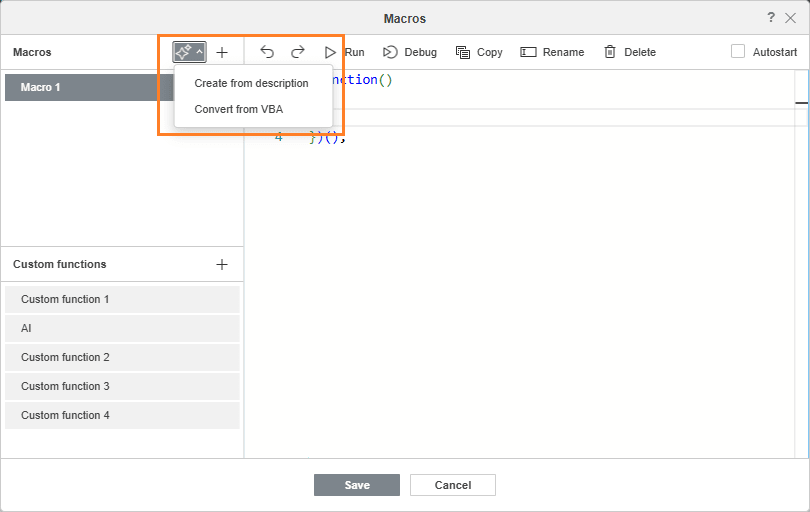 Macros
?
Macros
Run
Debug
Copy
Rename
Delete
Autostart
Macro 1
Create from description
Convert from VBA
nction()
4 })();
Custom functions
Custom function 1
AI
Custom function 2
Custom function 3
Custom function 4
Save
Cancel